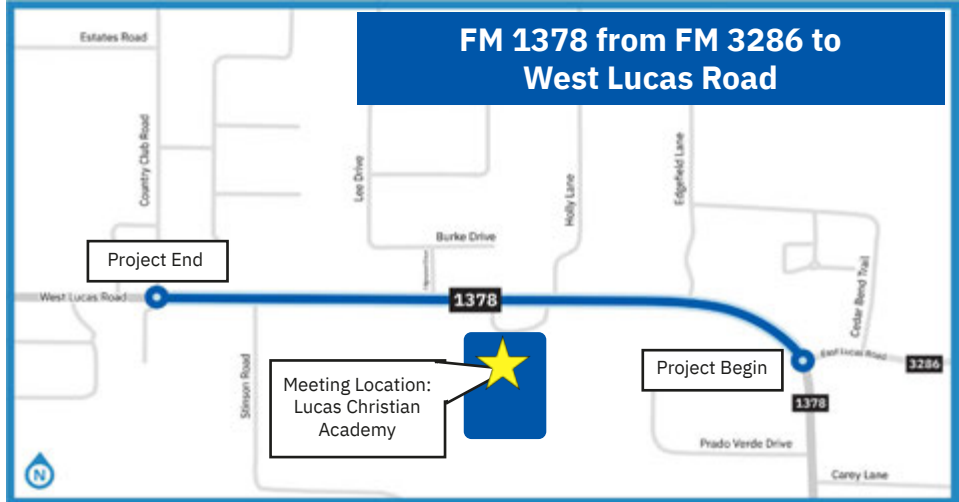 FM 1378 from FM 3286 to
West Lucas Road
Estates Road
Country Club Road
Lee Drive
Holly Lane
Edgefield Lane
Burke Drive
Project End
West Lucas Road
1378
Cedar Bend Trail
East Lucas Road
3286
Project Begin
1378
Stinson Road
Meeting Location:
Lucas Christian
Academy
Prado Verde Drive
Carey Lane
N